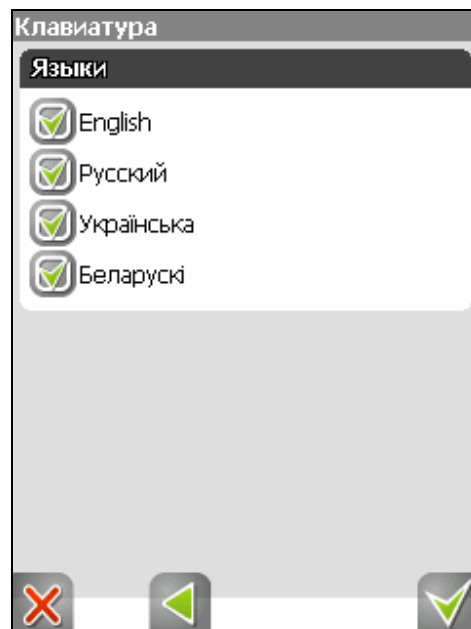 Клавиатура
Языки
English
Русский
Українська
Беларускі